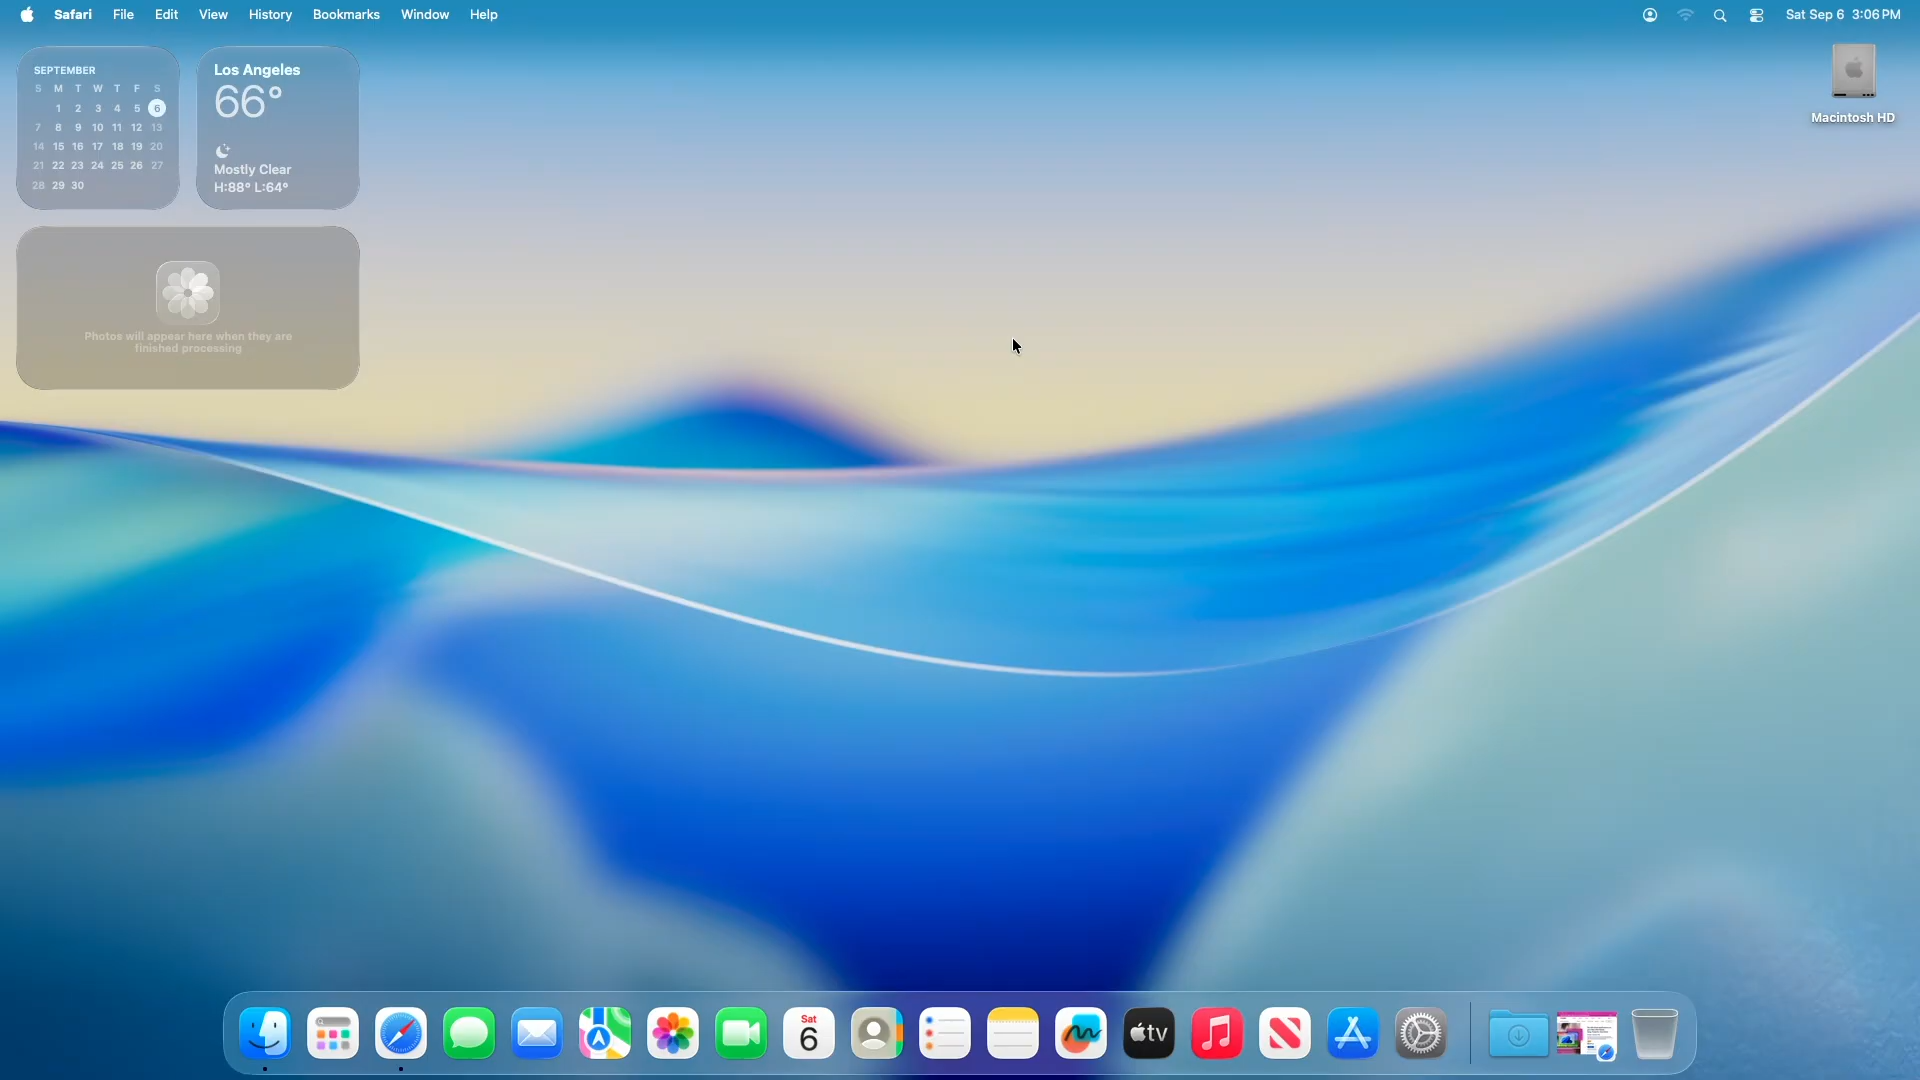 Safari File Edit View History Bookmarks Window Help Sat Sep 6 3:06 PM
SEPTEMBER
S M T W T F S
1 2 3 4 5 6
7 8 9 10 11 12 13
14 15 16 17 18 19 20
21 22 23 24 25 26 27
28 29 30
Los Angeles
66°
Mostly Clear
H:88° L:64°
Photos will appear here when they are
finished processing
Macintosh HD
Sat
6
tv